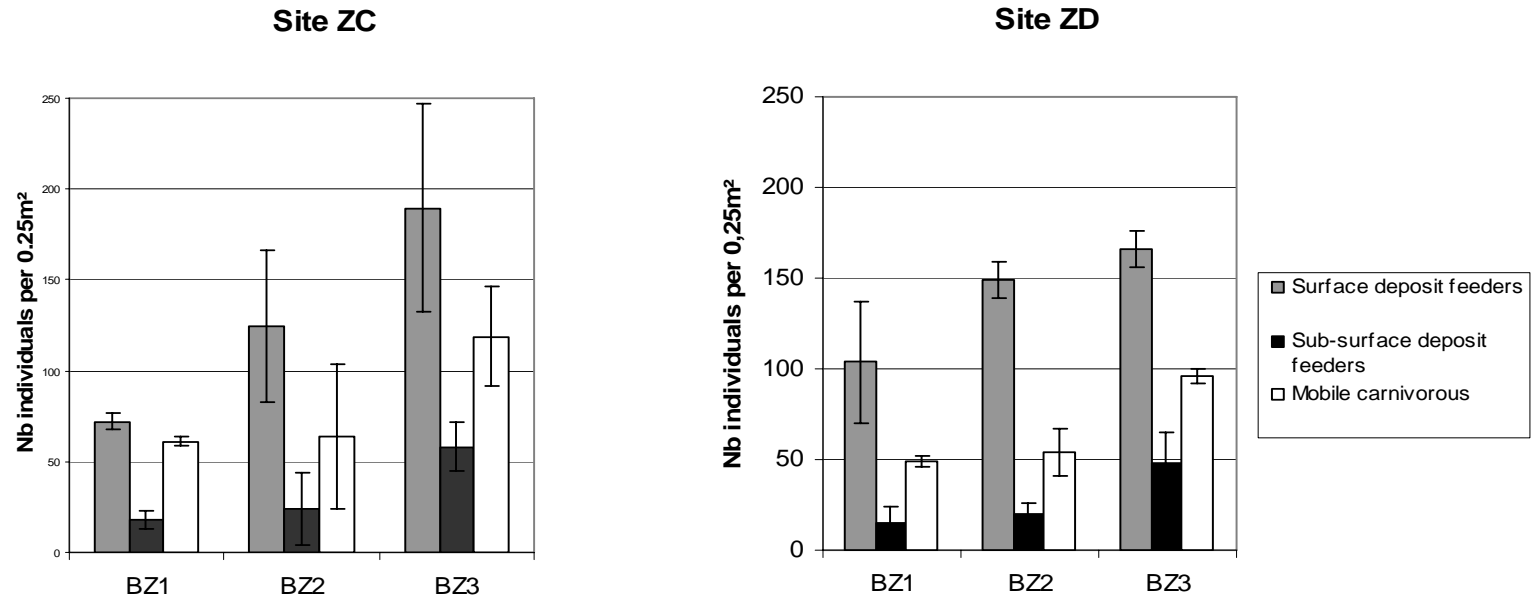 Site ZC
Nb individuals per 0.25m²
250
200
150
100
50
0
BZ1 BZ2 BZ3
Site ZD
Nb individuals per 0,25m²
250
200
150
100
50
0
BZ1 BZ2 BZ3
Surface deposit feeders
Sub-surface deposit
feeders
Mobile carnivorous